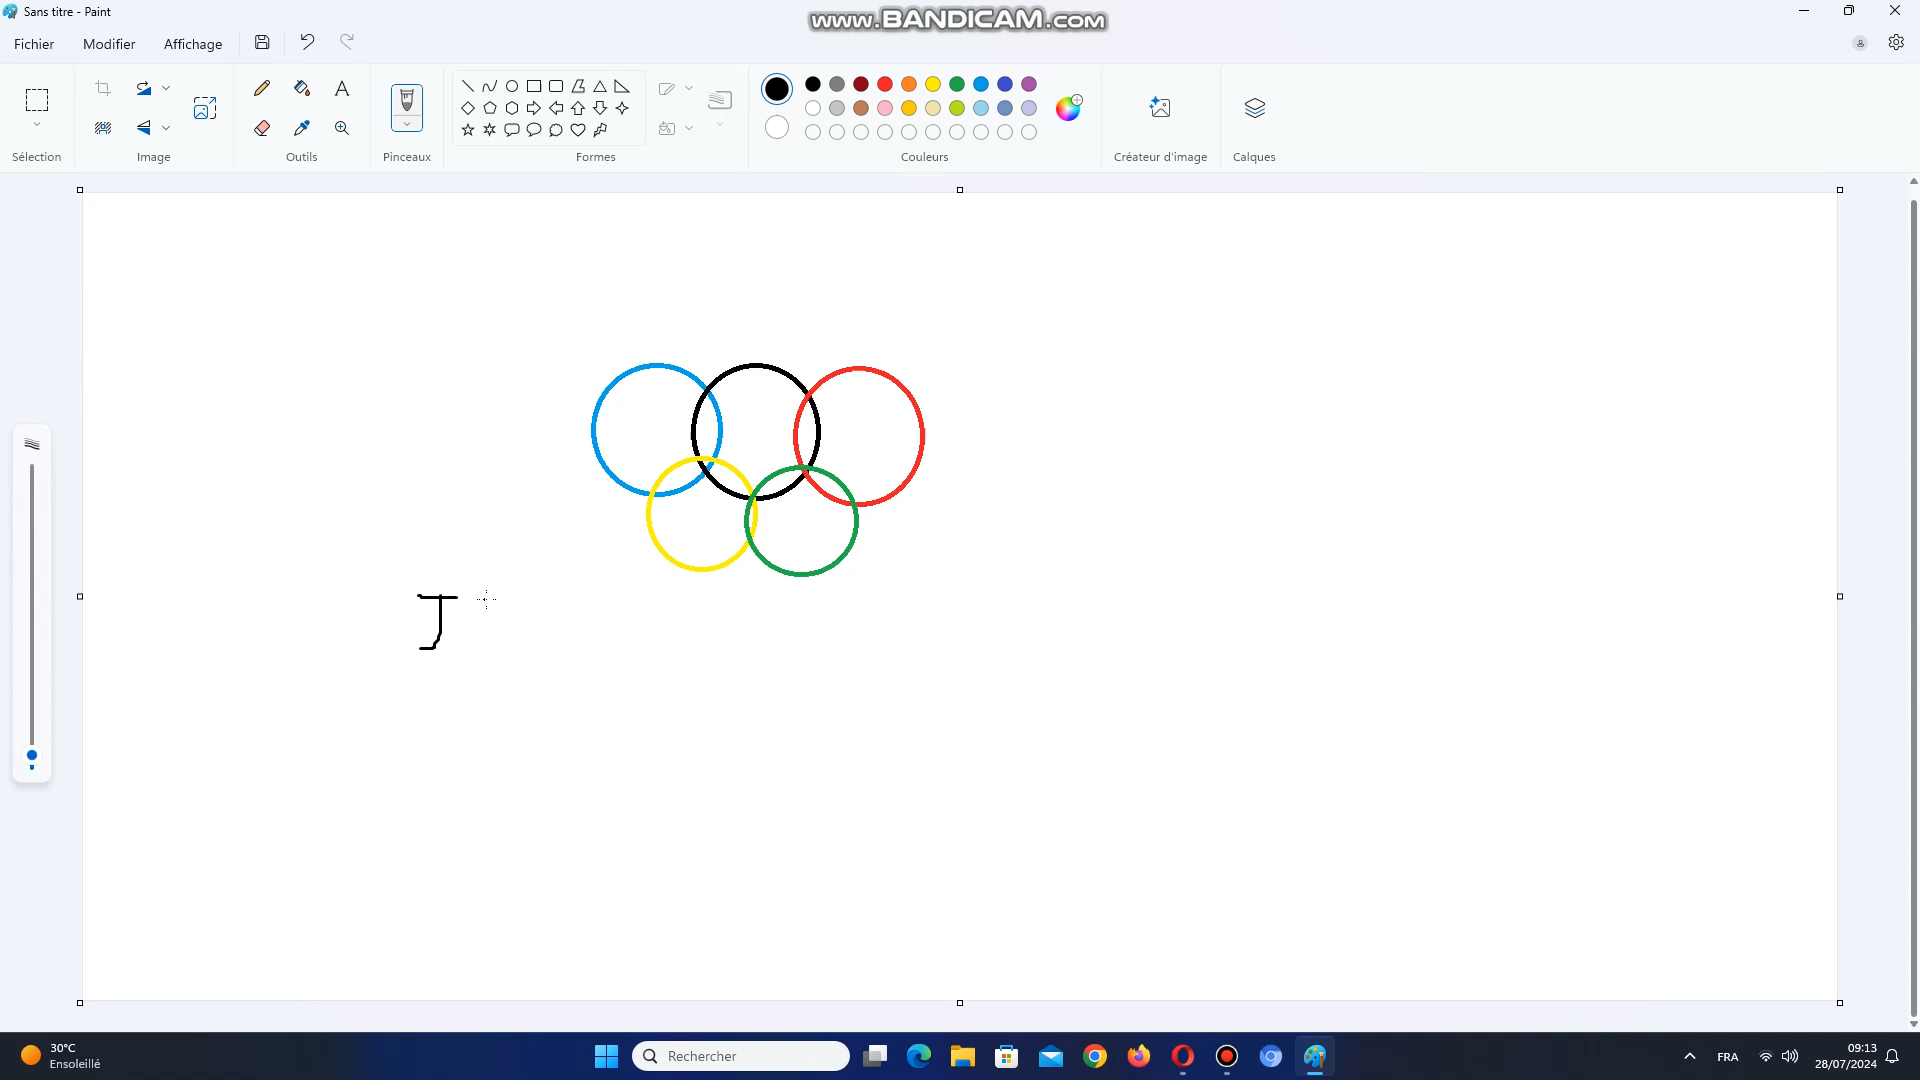 Sans titre - Paint
www.BANDICAM.com
Fichier Modifier Affichage
Sélection Image Outils Pinceaux Formes Couleurs Créateur d'image Calques
J
30°C
Ensoleillé
Rechercher
FRA
09:13
28/07/2024